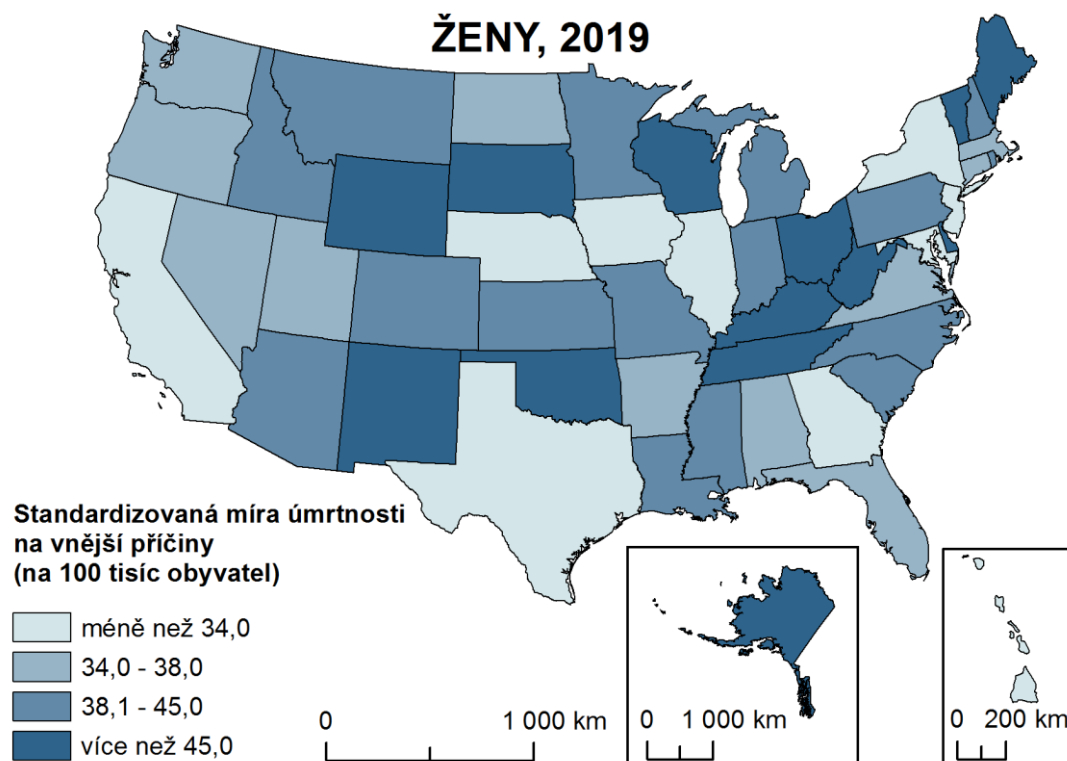 ŽENY, 2019
Standardizovaná míra úmrtnosti
na vnější příčiny
(na 100 tisíc obyvatel)
méně než 34,0
34,0 - 38,0
38,1 - 45,0
více než 45,0
0 1 000 km
0 1 000 km
0 200 km